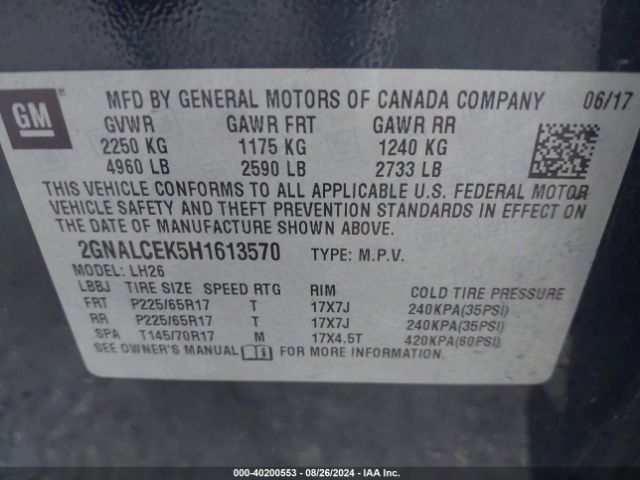 GM
MFD BY GENERAL MOTORS OF CANADA COMPANY 06/17
GVWR GAWR FRT GAWR RR
2250 KG 1175 KG 1240 KG
4960 LB 2590 LB 2733 LB
THIS VEHICLE CONFORMS TO ALL APPLICABLE U.S. FEDERAL MOTOR
VEHICLE SAFETY AND THEFT PREVENTION STANDARDS IN EFFECT ON
THE DATE OF MANUFACTURE SHOWN ABOVE.
2GNALCEK5H1613570 TYPE: M.P.V.
MODEL: LH26
LBBJ TIRE SIZE SPEED RTG RIM COLD TIRE PRESSURE
FRT P225/65R17 T 17X7J 240KPA(35PSI)
RR P225/65R17 T 17X7J 240KPA(35PSI)
SPA T145/70R17 M 17X4.5T 420KPA(60PSI)
SEE OWNER'S MANUAL FOR MORE INFORMATION.
000-40200553 - 08/26/2024 - IAA Inc.